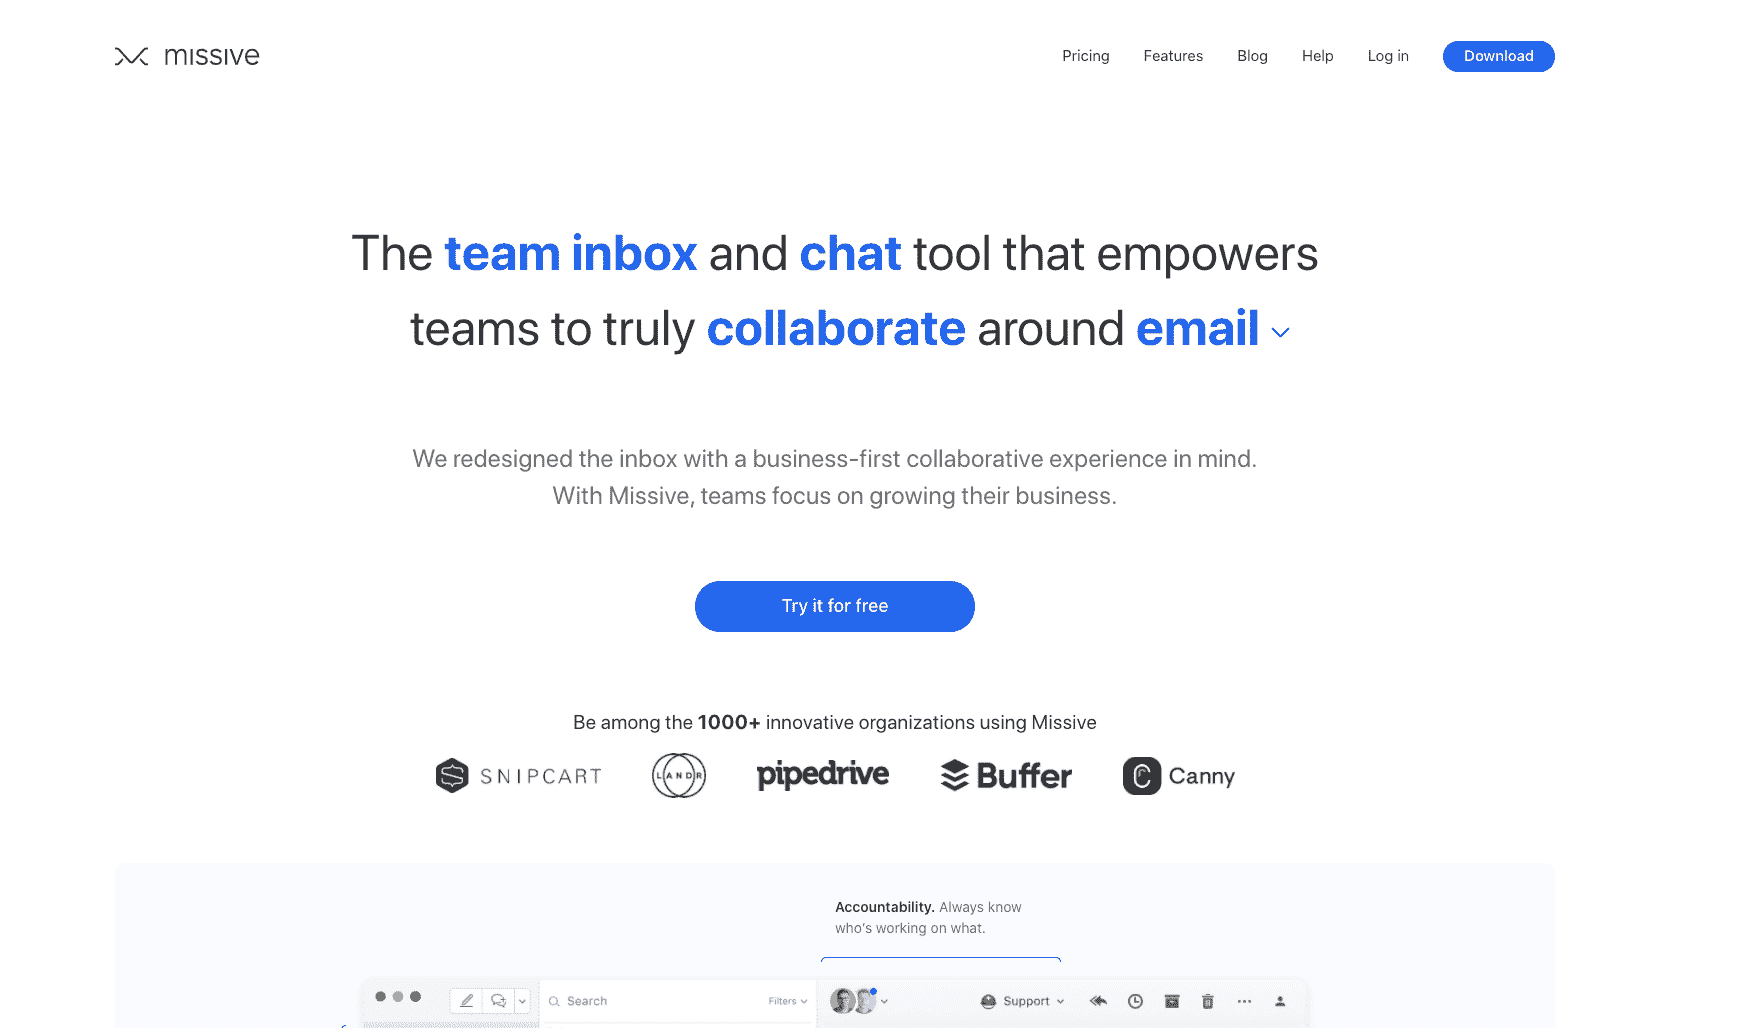 missive
Pricing Features Blog Help Log in Download
The team inbox and chat tool that empowers
teams to truly collaborate around email
We redesigned the inbox with a business-first collaborative experience in mind.
With Missive, teams focus on growing their business.
Try it for free
Be among the 1000+ innovative organizations using Missive
SNIPCART LANDR pipedrive Buffer Canny
Accountability. Always know
who's working on what.
Search Filters Support